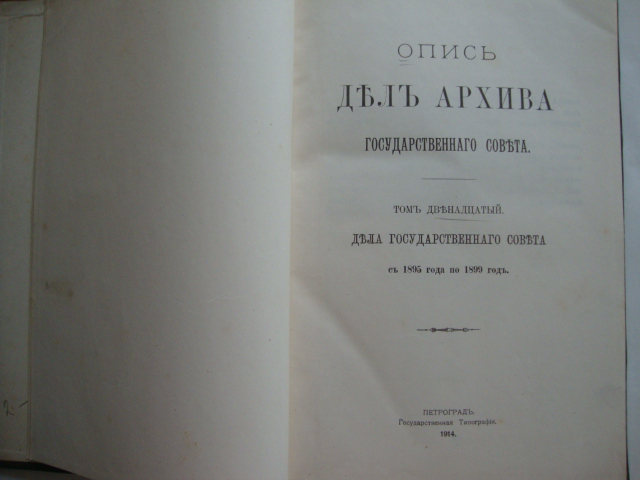 ОПИСЬ
ДѢЛЪ АРХИВА
ГОСУДАРСТВЕННАГО СОВѢТА.
ТОМЪ ДВѢНАДЦАТЫЙ.
ДѢЛА ГОСУДАРСТВЕННАГО СОВѢТА
съ 1895 года по 1899 годъ.
ПЕТРОГРАДЪ.
Государственная Типографія.
1914.